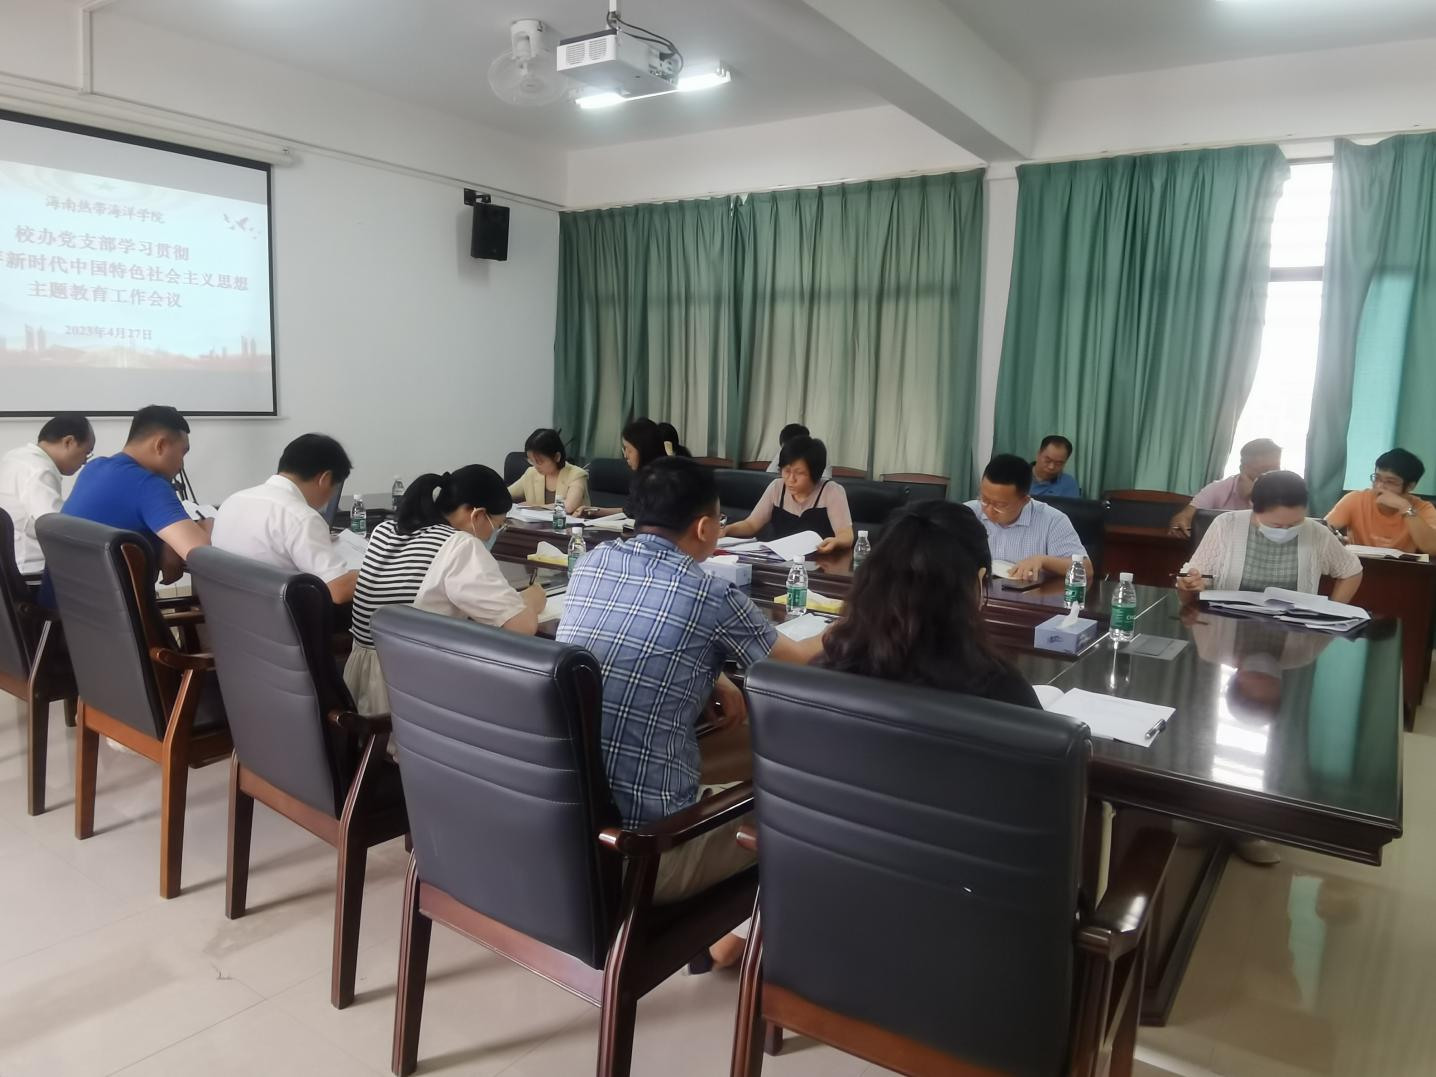 海南热带海洋学院
校办党支部学习贯彻
新时代中国特色社会主义思想
主题教育工作会议
2023年4月27日